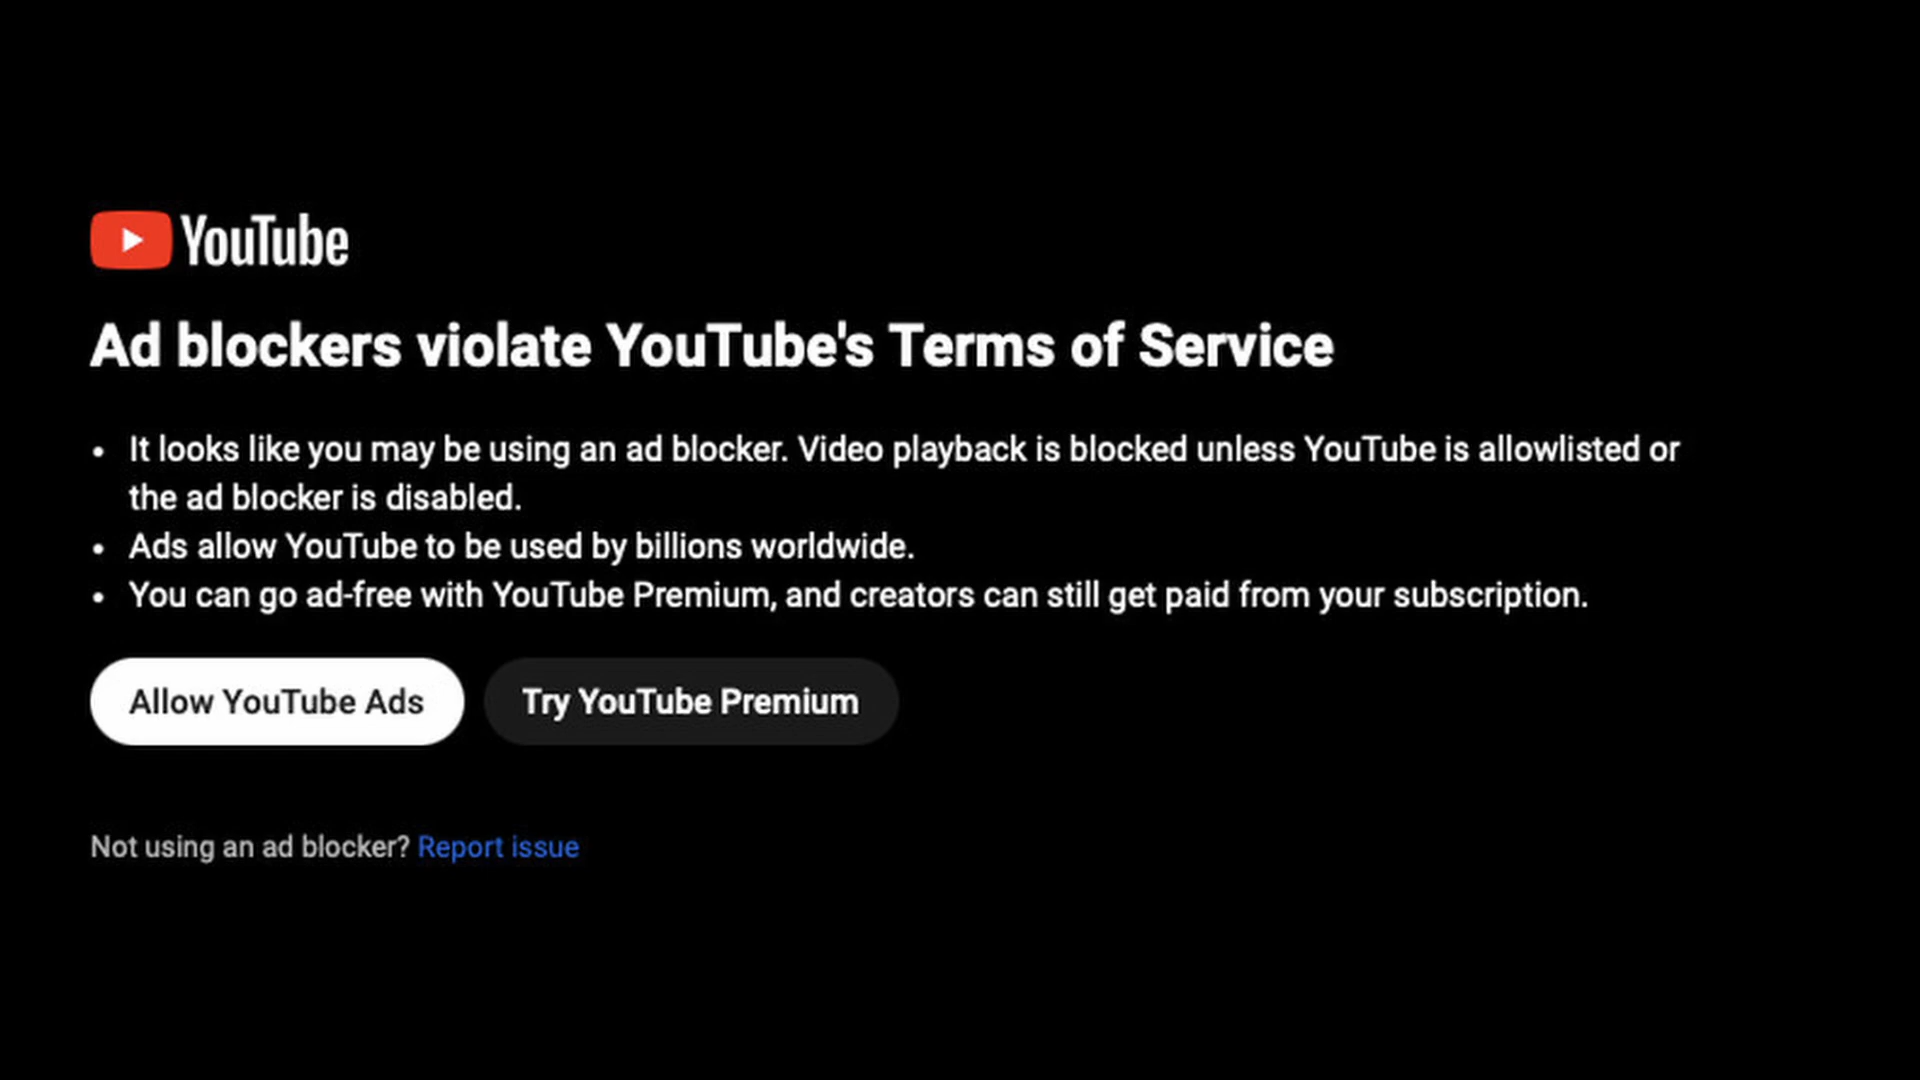 YouTube
Ad blockers violate YouTube's Terms of Service
• It looks like you may be using an ad blocker. Video playback is blocked unless YouTube is allowlisted or
the ad blocker is disabled.
• Ads allow YouTube to be used by billions worldwide.
• You can go ad-free with YouTube Premium, and creators can still get paid from your subscription.
Allow YouTube Ads Try YouTube Premium
Not using an ad blocker? Report issue